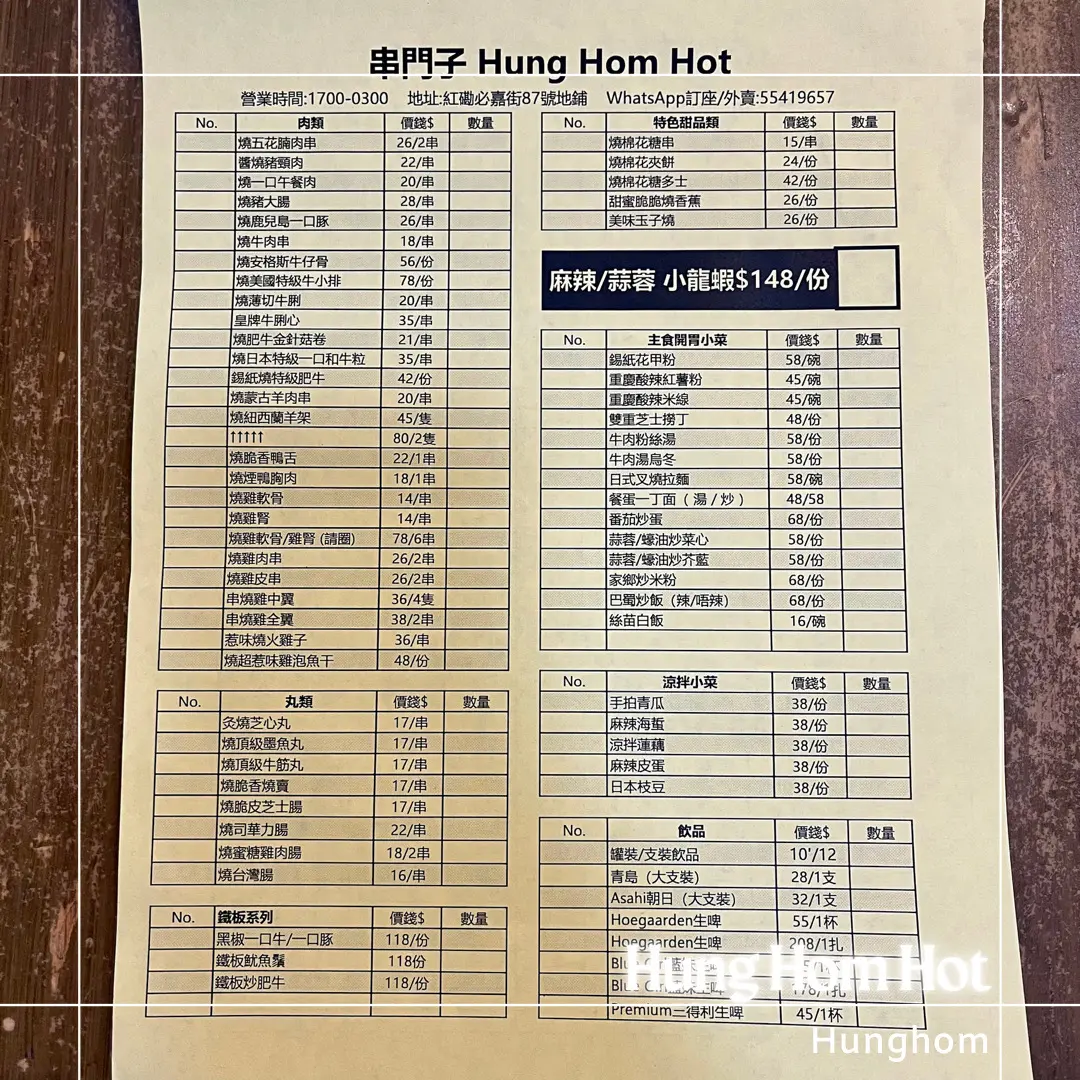 串門子 Hung Hom Hot
營業時間:1700-0300 地址:紅磡必嘉街87號地鋪 WhatsApp訂座/外賣:55419657
No. 肉類 價錢$ 數量
燒五花腩肉串 26/2串
醬燒豬頸肉 22/串
燒一口午餐肉 20/串
燒豬大腸 28/串
燒鹿兒島一口豚 26/串
燒牛肉串 18/串
燒安格斯牛仔骨 56/份
燒美國特級牛小排 78/份
燒薄切牛脷 20/串
皇牌牛脷心 35/串
燒肥牛金針菇卷 21/串
燒日本特級一口和牛粒 35/串
錫紙燒特級肥牛 42/份
燒蒙古羊肉串 20/串
燒紐西蘭羊架 45/隻
↑↑↑↑↑ 80/2隻
燒脆香鴨舌 22/1串
燒煙鴨胸肉 18/1串
燒雞軟骨 14/串
燒雞腎 14/串
燒雞軟骨/雞腎 (請圈) 78/6串
燒雞肉串 26/2串
燒雞皮串 26/2串
串燒雞中翼 36/4隻
串燒雞全翼 38/2串
惹味燒火雞子 36/串
燒超惹味雞泡魚干 48/份
No. 丸類 價錢$ 數量
灸燒芝心丸 17/串
燒頂級墨魚丸 17/串
燒頂級牛筋丸 17/串
燒脆香燒賣 17/串
燒脆皮芝士腸 17/串
燒司華力腸 22/串
燒蜜糖雞肉腸 18/2串
燒台灣腸 16/串
No. 鐵板系列 價錢$ 數量
黑椒一口牛/一口豚 118/份
鐵板魷魚鬚 118份
鐵板炒肥牛 118/份
No. 特色甜品類 價錢$ 數量
燒棉花糖串 15/串
燒棉花夾餅 24/份
燒棉花糖多士 42/份
甜蜜脆脆燒香蕉 26/份
美味玉子燒 26/份
麻辣/蒜蓉 小龍蝦$148/份
No. 主食開胃小菜 價錢$ 數量
錫紙花甲粉 58/碗
重慶酸辣紅薯粉 45/碗
重慶酸辣米線 45/碗
雙重芝士撈丁 48/份
牛肉粉絲湯 58/份
牛肉湯烏冬 58/份
日式叉燒拉麵 58/碗
餐蛋一丁面 ( 湯 / 炒 ) 48/58
番茄炒蛋 68/份
蒜蓉/蠔油炒菜心 58/份
蒜蓉/蠔油炒芥藍 58/份
家鄉炒米粉 68/份
巴蜀炒飯 (辣/唔辣) 68/份
絲苗白飯 16/碗
No. 涼拌小菜 價錢$ 數量
手拍青瓜 38/份
麻辣海蜇 38/份
涼拌蓮藕 38/份
麻辣皮蛋 38/份
日本枝豆 38/份
No. 飲品 價錢$ 數量
罐裝/支裝飲品 10'/12
青島 (大支裝) 28/1支
Asahi朝日 (大支裝) 32/1支
Hoegaarden生啤 55/1杯
Hoegaarden生啤 208/1扎
178/1扎
Premium三得利生啤 45/1杯
Hung Hom Hot
Hunghom